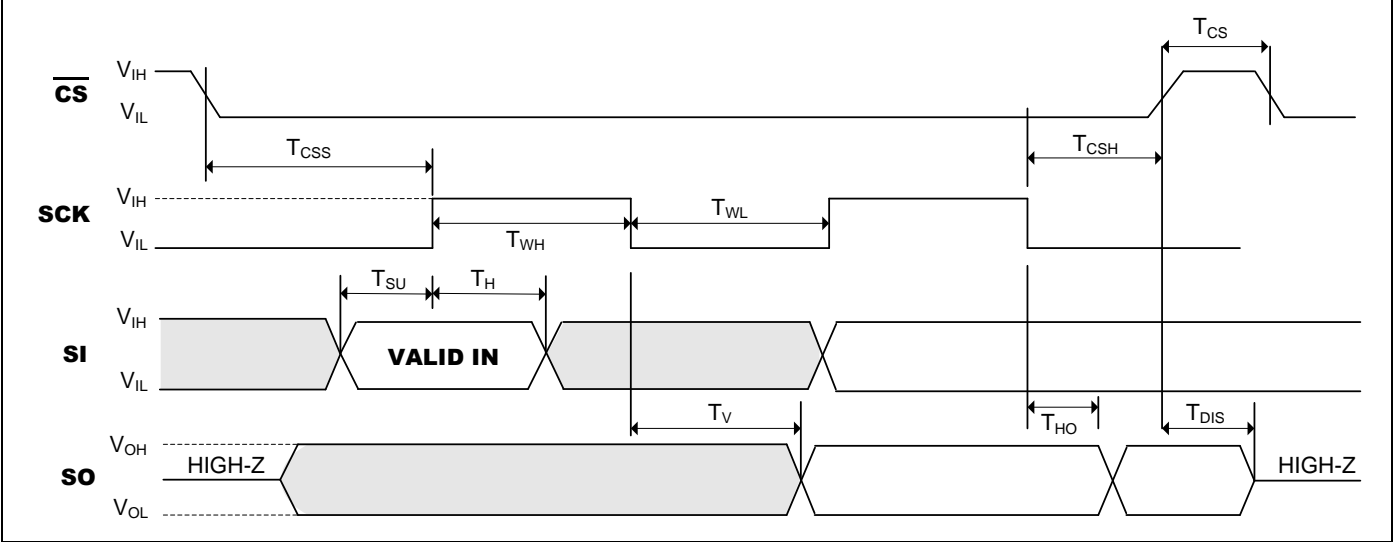 T_CS
CS
V_IH
V_IL
T_CSS
T_CSH
SCK
V_IH
V_IL
T_WH
T_WL
T_SU
T_H
SI
V_IH
V_IL
VALID IN
T_V
T_HO
T_DIS
SO
V_OH
HIGH-Z
HIGH-Z
V_OL